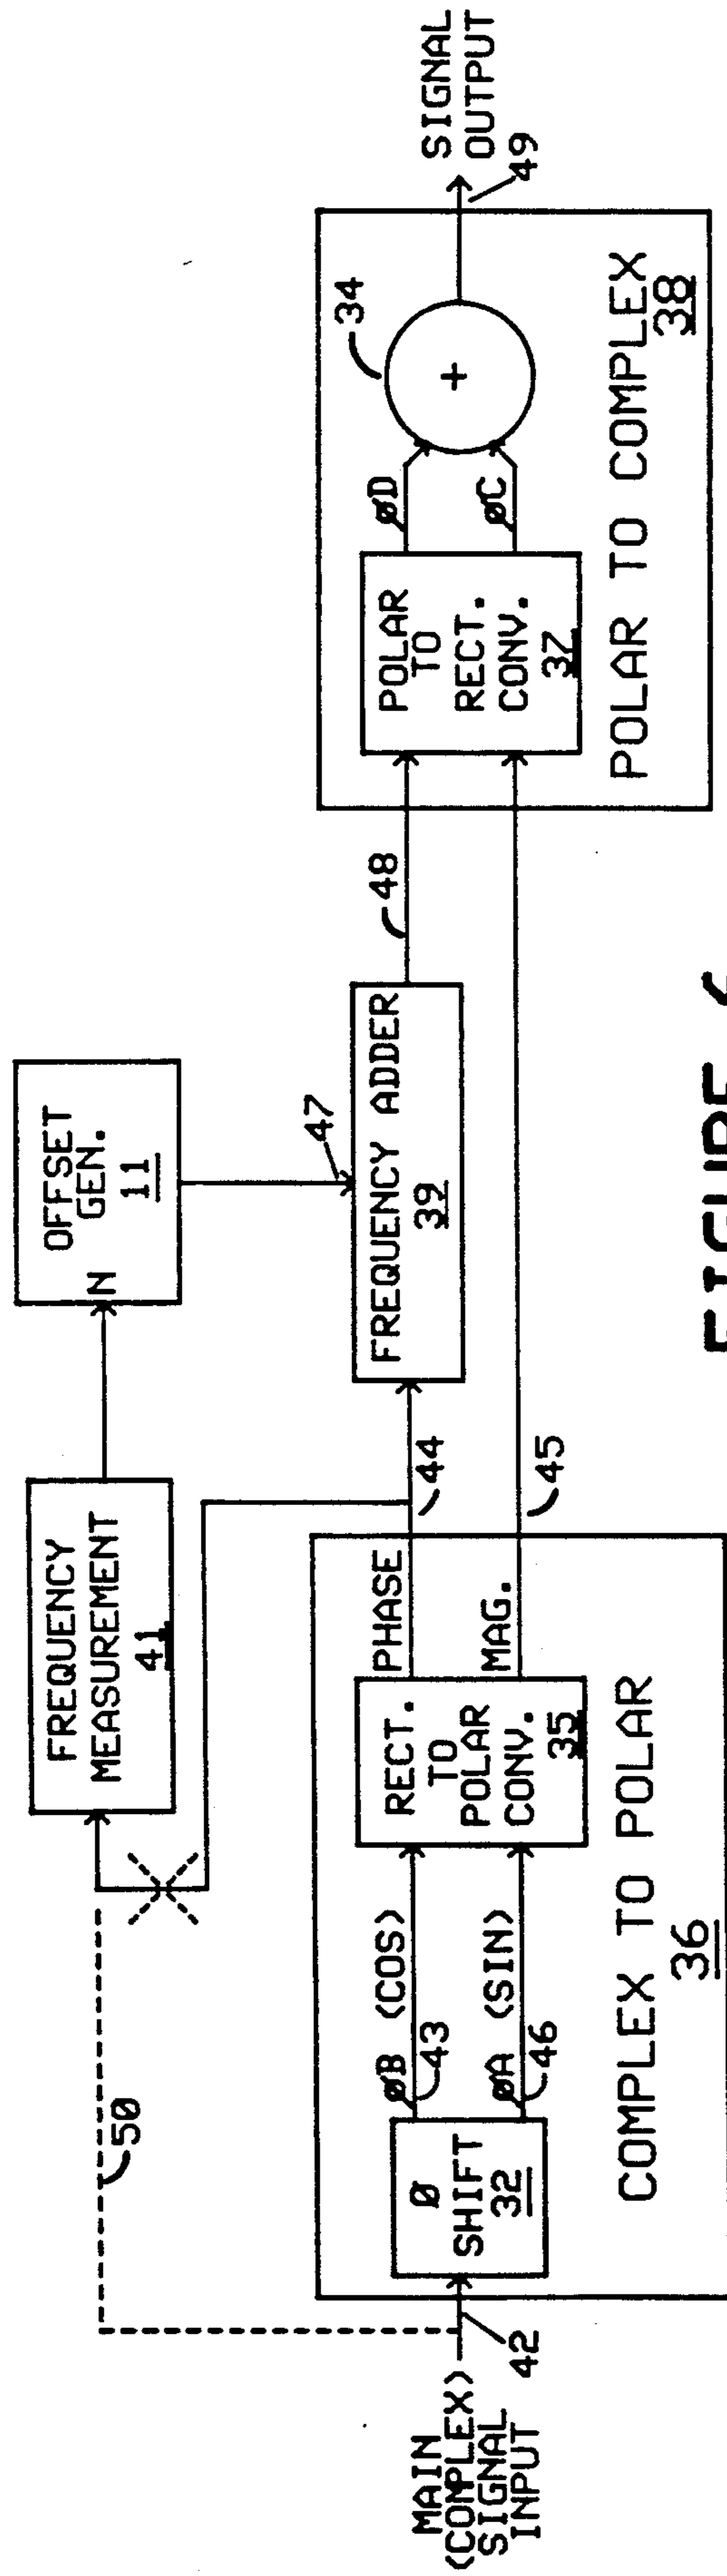 MAIN
(COMPLEX)
SIGNAL
INPUT
42
50
Ø
SHIFT
32
ØB (COS)
43
ØA (SIN)
46
RECT.
TO
POLAR
CONV.
35
PHASE
MAG.
COMPLEX TO POLAR
36
44
45
FREQUENCY
MEASUREMENT
41
N
OFFSET
GEN.
11
47
FREQUENCY ADDER
39
48
POLAR
TO
RECT.
CONV.
37
ØD
ØC
34
+
POLAR TO COMPLEX
38
SIGNAL
OUTPUT
49